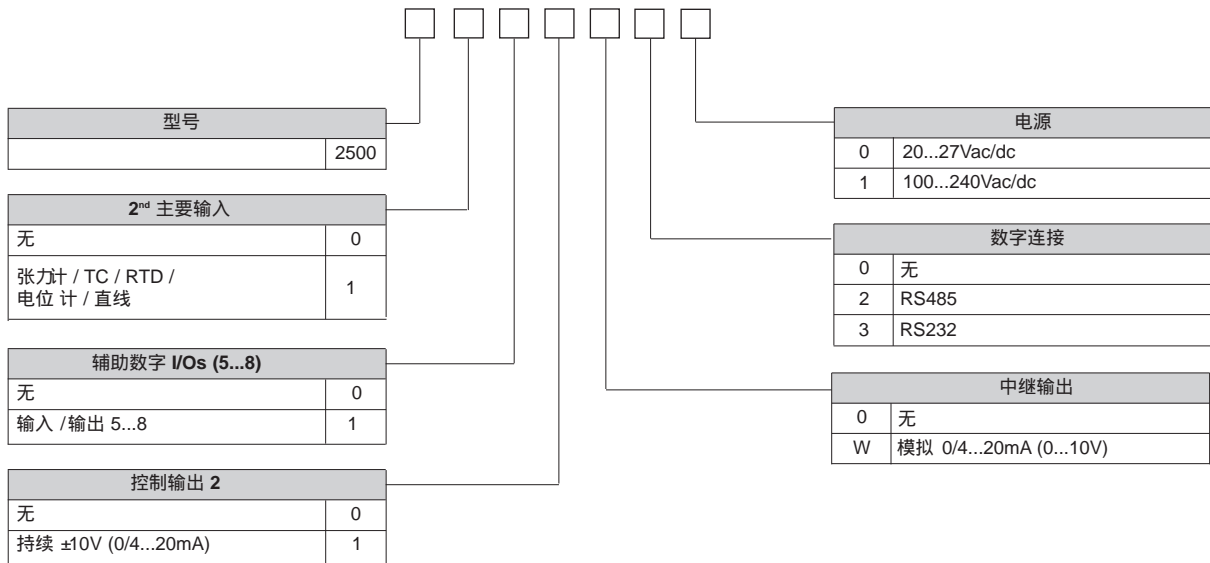 型号
2500
2nd 主要输入
无 0
张力计 / TC / RTD /
电位 计 / 直线 1
辅助数字 I/Os (5...8)
无 0
输入 /输出 5...8 1
控制输出 2
无 0
持续 ±10V (0/4...20mA) 1
电源
0 20...27Vac/dc
1 100...240Vac/dc
数字连接
0 无
2 RS485
3 RS232
中继输出
0 无
W 模拟 0/4...20mA (0...10V)